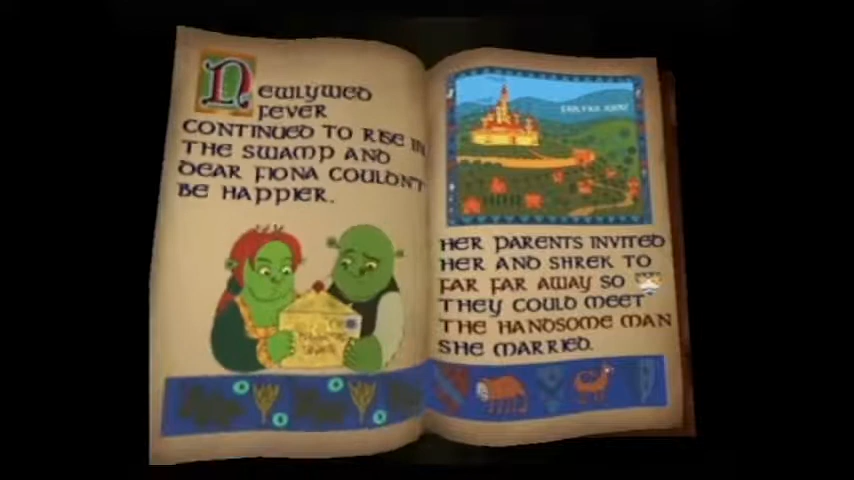 NEWLYWED
FEVER
CONTINUED TO RISE IN
THE SWAMP AND
DEAR FIONA COULDN'T
BE HAPPIER.
FAR FAR AWAY
HER PARENTS INVITED
HER AND SHREK TO
FAR FAR AWAY SO
THEY COULD MEET
THE HANDSOME MAN
SHE MARRIED.